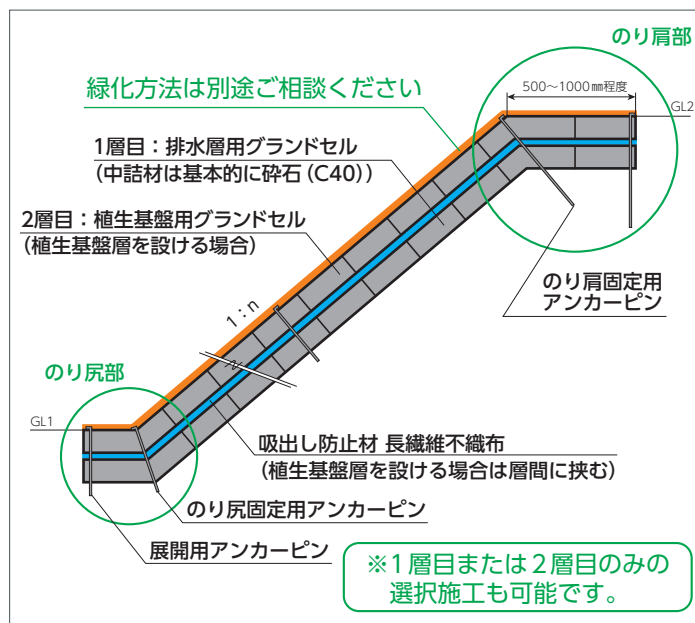 のり肩部
500〜1000㎜程度
GL2
緑化方法は別途ご相談ください
1層目：排水層用グランドセル
（中詰材は基本的に砕石（C40））
2層目：植生基盤用グランドセル
（植生基盤層を設ける場合）
のり肩固定用
アンカーピン
1：n
のり尻部
GL1
N
吸出し防止材 長繊維不織布
（植生基盤層を設ける場合は層間に挟む）
のり尻固定用アンカーピン
展開用アンカーピン
※1層目または2層目のみの
選択施工も可能です。